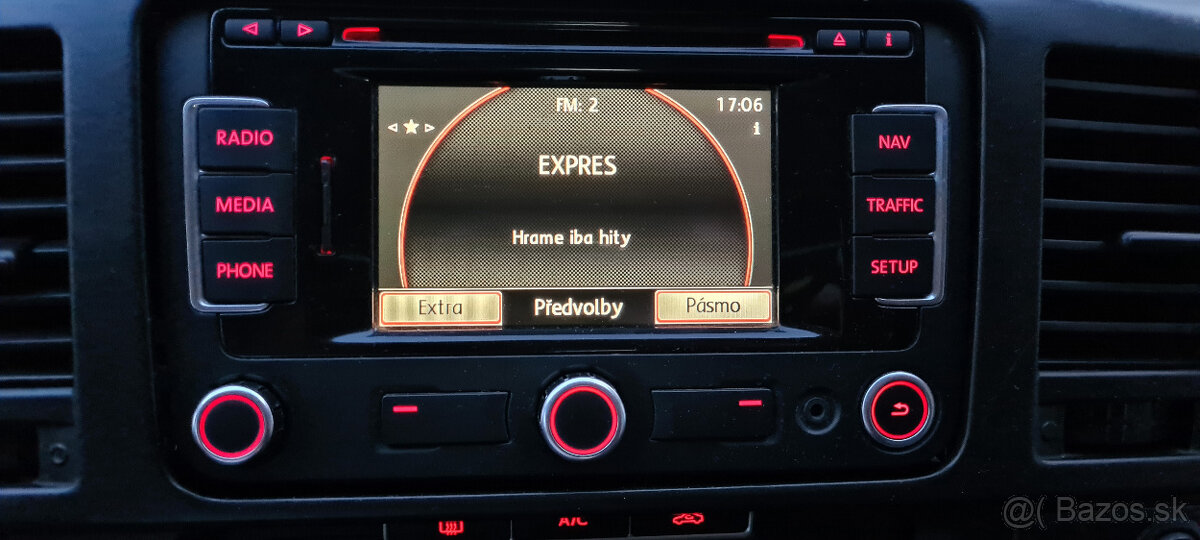 FM: 2
17:06
i
i
EXPRES
Hrame iba hity
Extra
Předvolby
Pásmo
RADIO
MEDIA
PHONE
NAV
TRAFFIC
SETUP
A/C
@( Bazos.sk